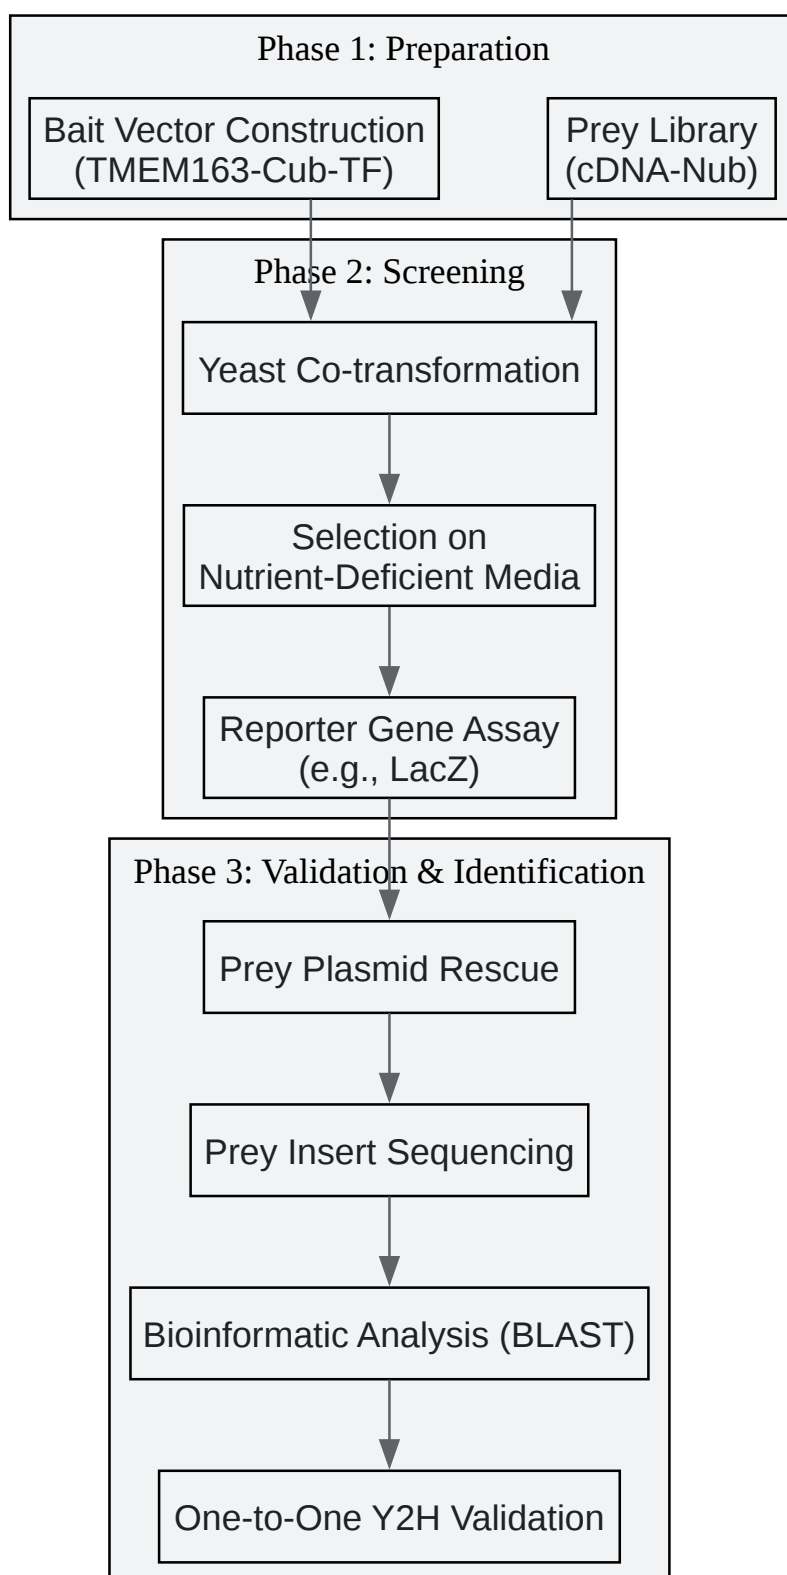 Phase 1: Preparation
Bait Vector Construction
(TMEM163-Cub-TF)
Prey Library
(cDNA-Nub)
Phase 2: Screening
Yeast Co-transformation
Selection on
Nutrient-Deficient Media
Reporter Gene Assay
(e.g., LacZ)
Phase 3: Validation & Identification
Prey Plasmid Rescue
Prey Insert Sequencing
Bioinformatic Analysis (BLAST)
One-to-One Y2H Validation